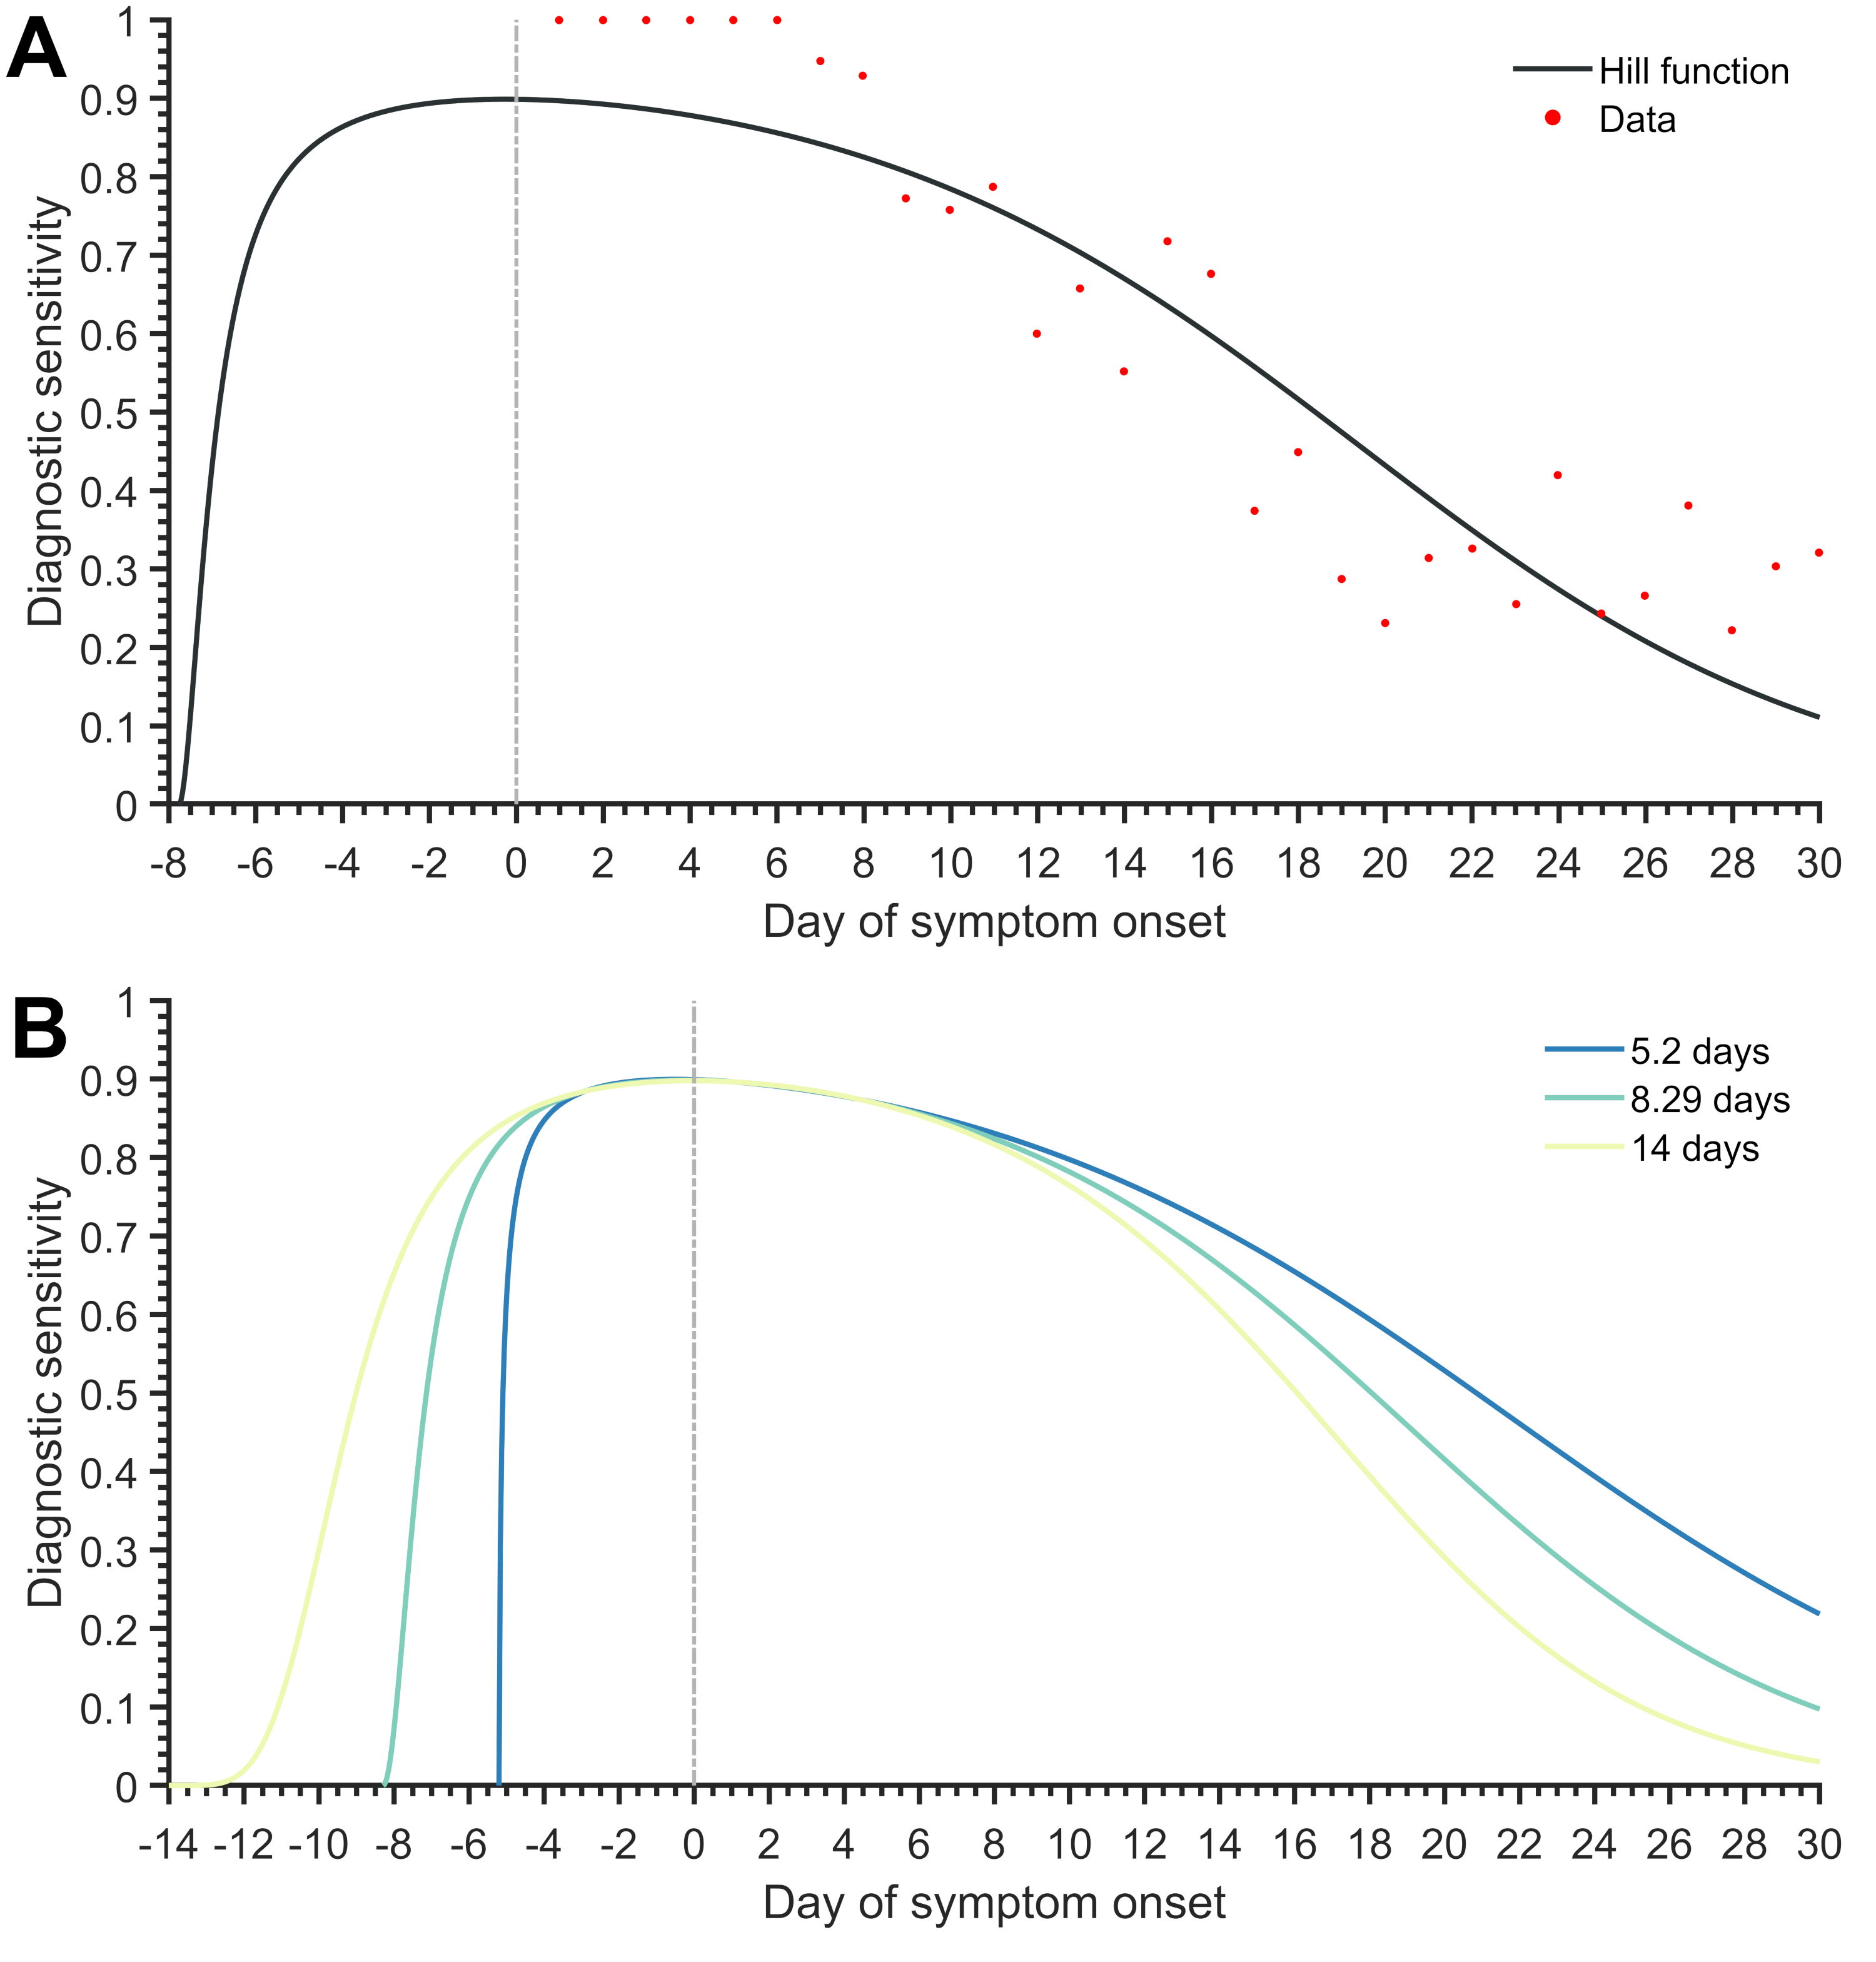 A
1
0.9
0.8
0.7
0.6
0.5
0.4
0.3
0.2
0.1
0
Diagnostic sensitivity
Hill function
Data
-8 -6 -4 -2 0 2 4 6 8 10 12 14 16 18 20 22 24 26 28 30
Day of symptom onset
B
1
0.9
0.8
0.7
0.6
0.5
0.4
0.3
0.2
0.1
0
Diagnostic sensitivity
5.2 days
8.29 days
14 days
-14 -12 -10 -8 -6 -4 -2 0 2 4 6 8 10 12 14 16 18 20 22 24 26 28 30
Day of symptom onset